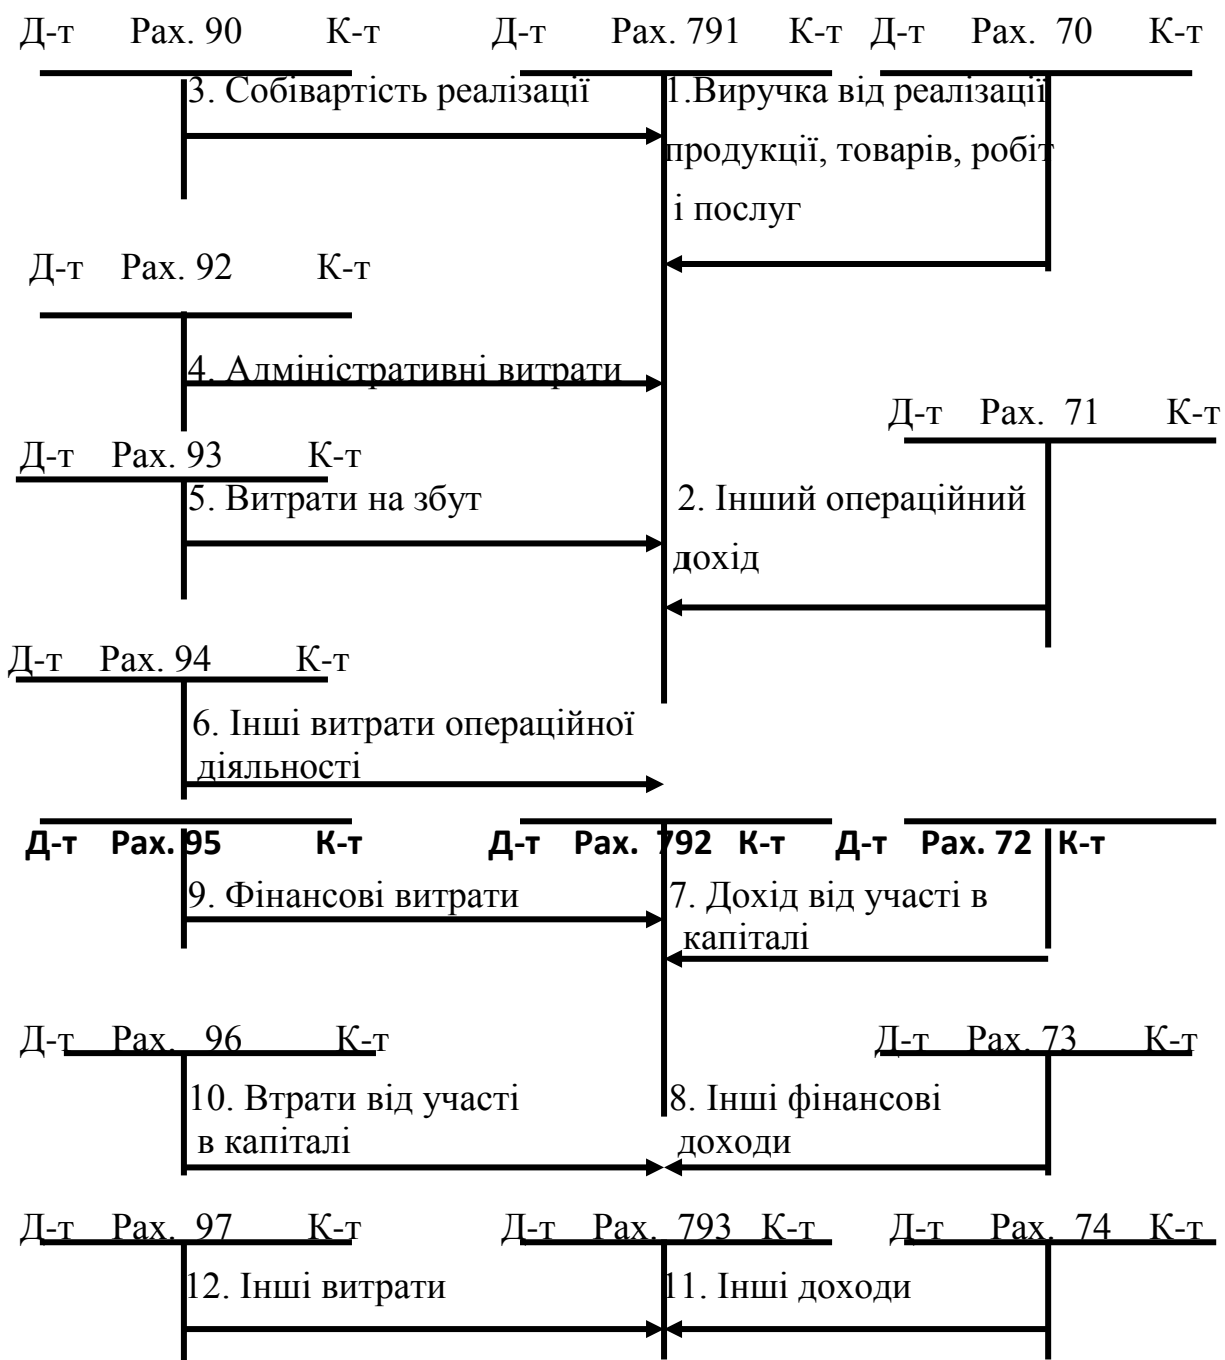 Д-т Рах. 90 К-т Д-т Рах. 791 К-т Д-т Рах. 70 К-т
3. Собівартість реалізації 1.Виручка від реалізації
продукції, товарів, робіт
і послуг
Д-т Рах. 92 К-т
4. Адміністративні витрати
Д-т Рах. 71 К-т
Д-т Рах. 93 К-т
5. Витрати на збут 2. Інший операційний
дохід
Д-т Рах. 94 К-т
6. Інші витрати операційної
діяльності
Д-т Рах. 95 К-т Д-т Рах. 792 К-т Д-т Рах. 72 К-т
9. Фінансові витрати 7. Дохід від участі в
капіталі
Д-т Рах. 96 К-т Д-т Рах. 73 К-т
10. Втрати від участі 8. Інші фінансові
в капіталі доходи
Д-т Рах. 97 К-т Д-т Рах. 793 К-т Д-т Рах. 74 К-т
12. Інші витрати 11. Інші доходи